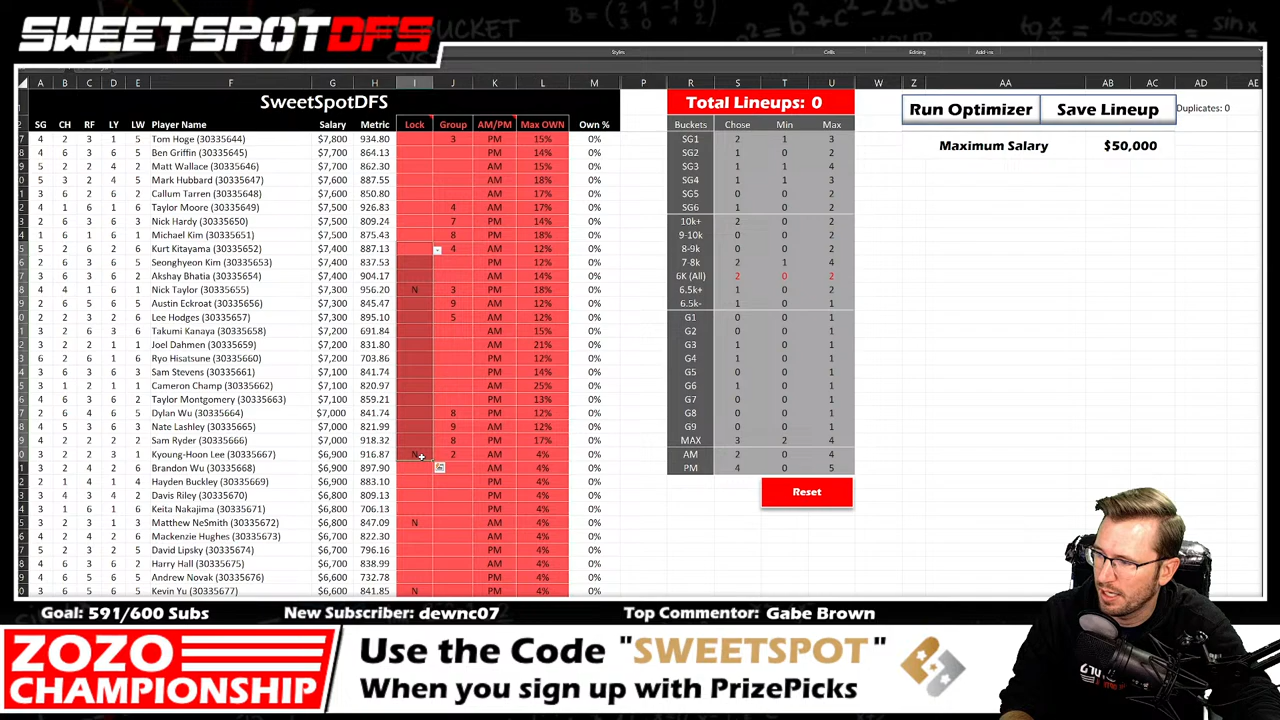 SWEETSPOTDFS
Styles Cells Editing Add-ins
A B C D E F G H I J K L M P R S T U W Z AA AB AC AD AE
SweetSpotDFS Total Lineups: 0 Run Optimizer Save Lineup Duplicates: 0
SG CH RF LY LW Player Name Salary Metric Lock Group AM/PM Max OWN Own % Buckets Chose Min Max
4 2 3 1 5 Tom Hoge (30335644) $7,800 934.80 3 PM 15% 0% SG1 2 1 3 Maximum Salary $50,000
4 6 3 6 5 Ben Griffin (30335645) $7,700 864.13 PM 14% 0% SG2 1 0 2
5 2 2 4 6 Matt Wallace (30335646) $7,700 862.30 AM 15% 0% SG3 1 1 4
5 3 2 4 5 Mark Hubbard (30335647) $7,600 887.55 AM 18% 0% SG4 1 1 3
3 6 2 6 2 Callum Tarren (30335648) $7,600 850.80 AM 17% 0% SG5 0 0 2
4 1 6 1 6 Taylor Moore (30335649) $7,500 926.83 4 PM 17% 0% SG6 1 0 2
2 6 3 6 3 Nick Hardy (30335650) $7,500 809.24 7 PM 14% 0% 10k+ 2 0 2
1 6 4 6 6 Michael Kim (30335651) $7,500 875.43 8 PM 18% 0% 9-10k 0 0 2
5 2 6 2 6 Kurt Kitayama (30335652) $7,400 887.13 4 AM 12% 0% 8-9k 0 0 2
2 6 3 6 Seonghyeon Kim (30335653) $7,400 837.53 PM 12% 0% 7-8k 2 1 4
3 6 3 6 Akshay Bhatia (30335654) $7,400 904.17 AM 14% 0% 6K (All) 2 0 2
4 4 1 6 1 Nick Taylor (30335655) $7,300 956.20 N 3 PM 18% 0% 6.5k+ 1 0 2
2 6 5 6 5 Austin Eckroat (30335656) $7,300 845.47 9 AM 12% 0% 6.5k- 1 0 1
2 6 3 2 6 Lee Hodges (30335657) $7,300 895.10 5 AM 12% 0% G1 0 0 1
3 2 6 3 6 Takumi Kanaya (30335658) $7,200 691.84 AM 15% 0% G2 0 0 1
3 2 2 1 1 Joel Dahmen (30335659) $7,200 831.80 AM 21% 0% G3 1 0 1
6 2 6 1 6 Ryo Hisatsune (30335660) $7,200 703.86 PM 12% 0% G4 1 0 1
3 4 6 3 6 Sam Stevens (30335661) $7,100 841.74 PM 14% 0% G5 0 0 1
5 1 2 1 1 Cameron Champ (30335662) $7,100 820.97 AM 25% 0% G6 1 0 1
4 6 3 6 2 Taylor Montgomery (30335663) $7,100 859.21 PM 13% 0% G7 0 0 1
2 6 4 6 5 Dylan Wu (30335664) $7,000 841.74 8 PM 12% 0% G8 0 0 1
4 5 3 6 6 Nate Lashley (30335665) $7,000 821.99 9 AM 12% 0% G9 0 0 1
4 2 2 2 5 Sam Ryder (30335666) $7,000 918.32 8 PM 17% 0% MAX 3 2 4
2 2 2 3 1 Kyoung-Hoon Lee (30335667) $6,900 916.87 N 2 PM 4% 0% AM 2 0 4
3 2 4 2 6 Brandon Wu (30335668) $6,900 897.90 AM 4% 0% PM 4 0 5
1 4 1 4 Hayden Buckley (30335669) $6,900 883.10 PM 4% 0%
3 4 3 4 2 Davis Riley (30335670) $6,800 809.13 PM 4% 0% Reset
4 6 3 6 Keita Nakajima (30335671) $6,800 706.13 PM 4% 0%
3 2 3 1 3 Matthew NeSmith (30335672) $6,800 847.09 N AM 4% 0%
4 2 4 2 6 Mackenzie Hughes (30335673) $6,700 822.30 AM 4% 0%
5 2 3 2 5 David Lipsky (30335674) $6,700 796.16 PM 4% 0%
2 6 3 6 4 Harry Hall (30335675) $6,700 838.99 PM 4% 0%
4 6 5 6 5 Andrew Novak (30335676) $6,600 732.78 AM 4% 0%
3 6 5 6 5 Kevin Yu (30335677) $6,600 841.85 N PM 4% 0%
Goal: 591/600 Subs New Subscriber: dewnc07 Top Commentor: Gabe Brown
ZOZO
CHAMPIONSHIP
Use the Code "SWEETSPOT"
When you sign up with PrizePicks